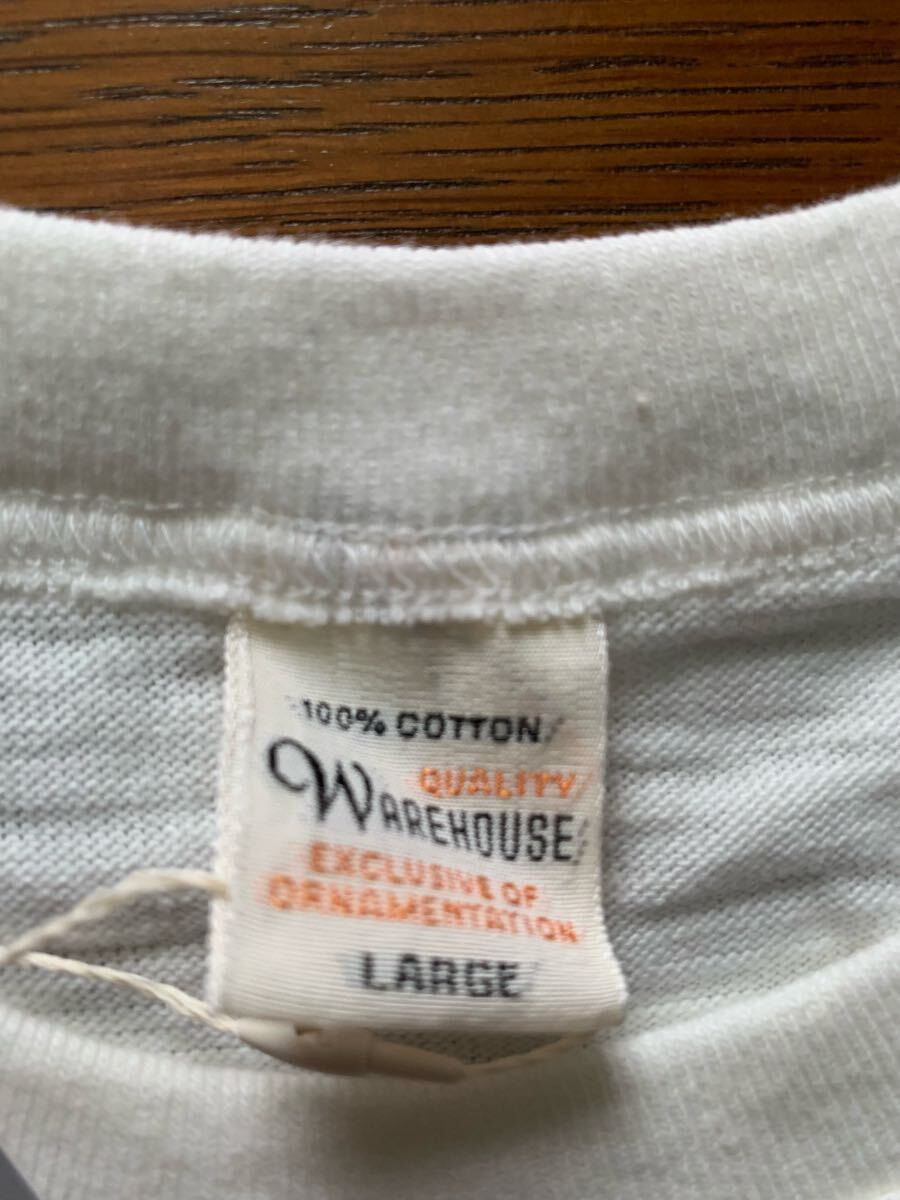 100% COTTON
QUALITY
WAREHOUSE
EXCLUSIVE OF
ORNAMENTATION
LARGE